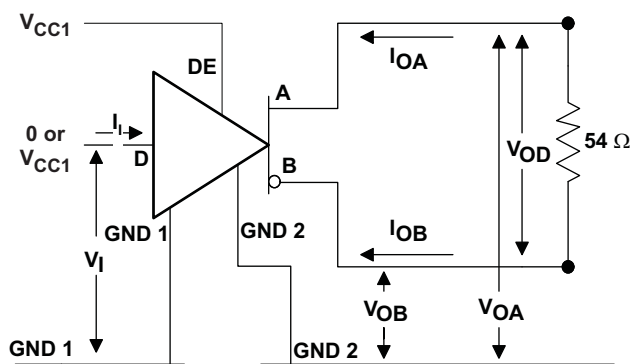 VCC1
DE
IOA
A
0 or
VCC1
II
D
B
VOD
54 Ω
GND 1
GND 2
IOB
VI
VOB
VOA
GND 1
GND 2